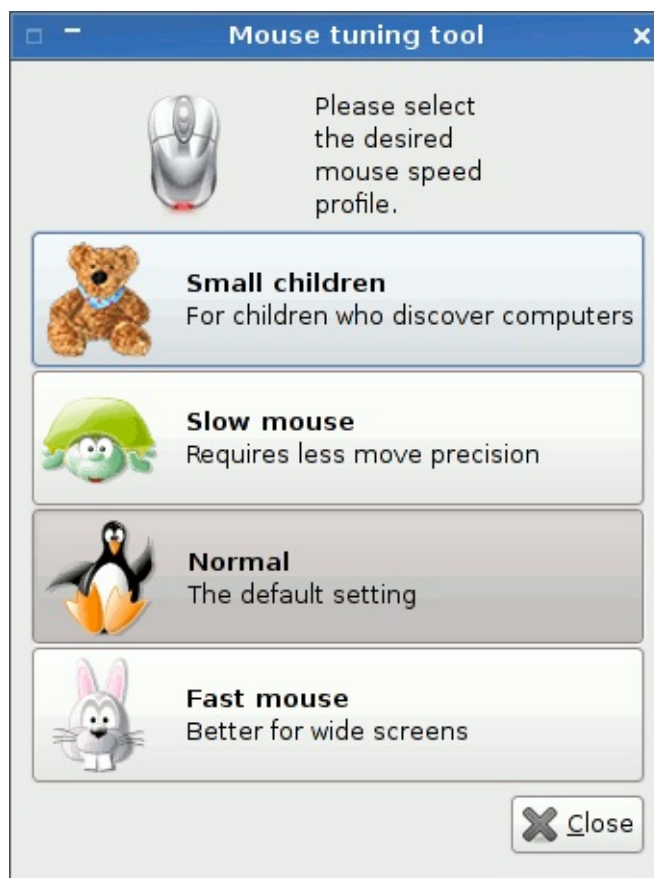 Mouse tuning tool
Please select
the desired
mouse speed
profile.
Small children
For children who discover computers
Slow mouse
Requires less move precision
Normal
The default setting
Fast mouse
Better for wide screens
Close